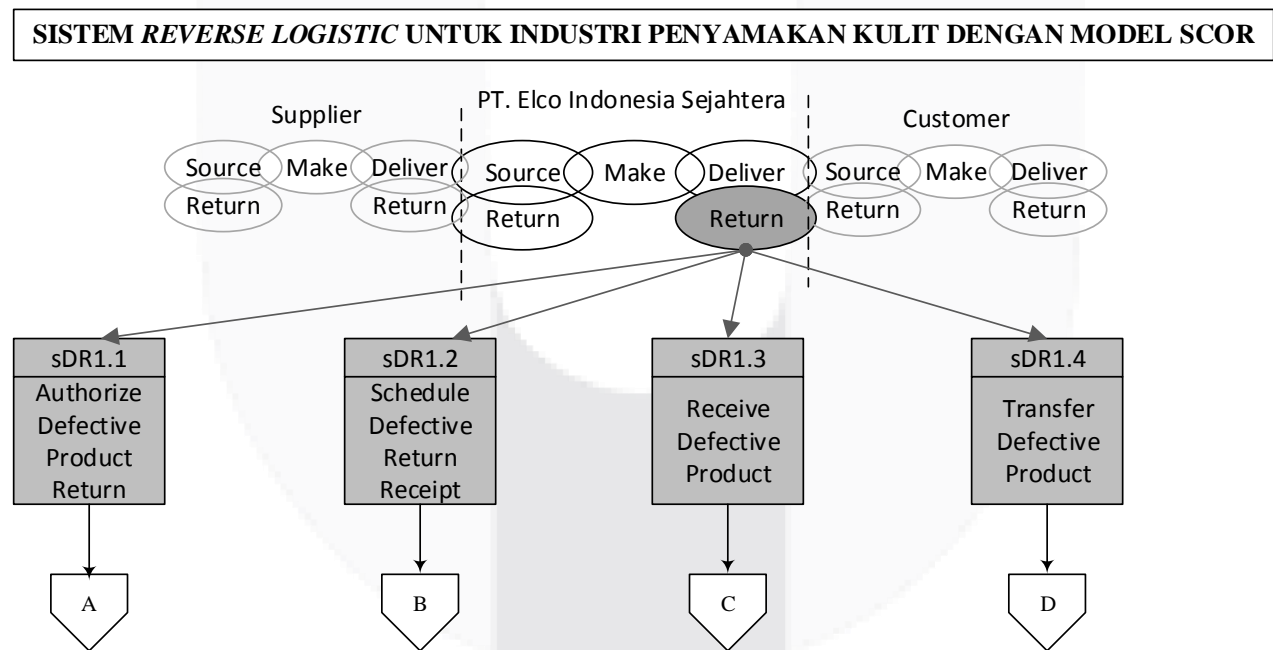 SISTEM REVERSE LOGISTIC UNTUK INDUSTRI PENYAMAKAN KULIT DENGAN MODEL SCOR
Supplier
PT. Elco Indonesia Sejahtera
Customer
Source Make Deliver
Return Return
Source Make Deliver
Return Return
Source Make Deliver
Return Return
sDR1.1
Authorize
Defective
Product
Return
sDR1.2
Schedule
Defective
Return
Receipt
sDR1.3
Receive
Defective
Product
sDR1.4
Transfer
Defective
Product
A
B
C
D